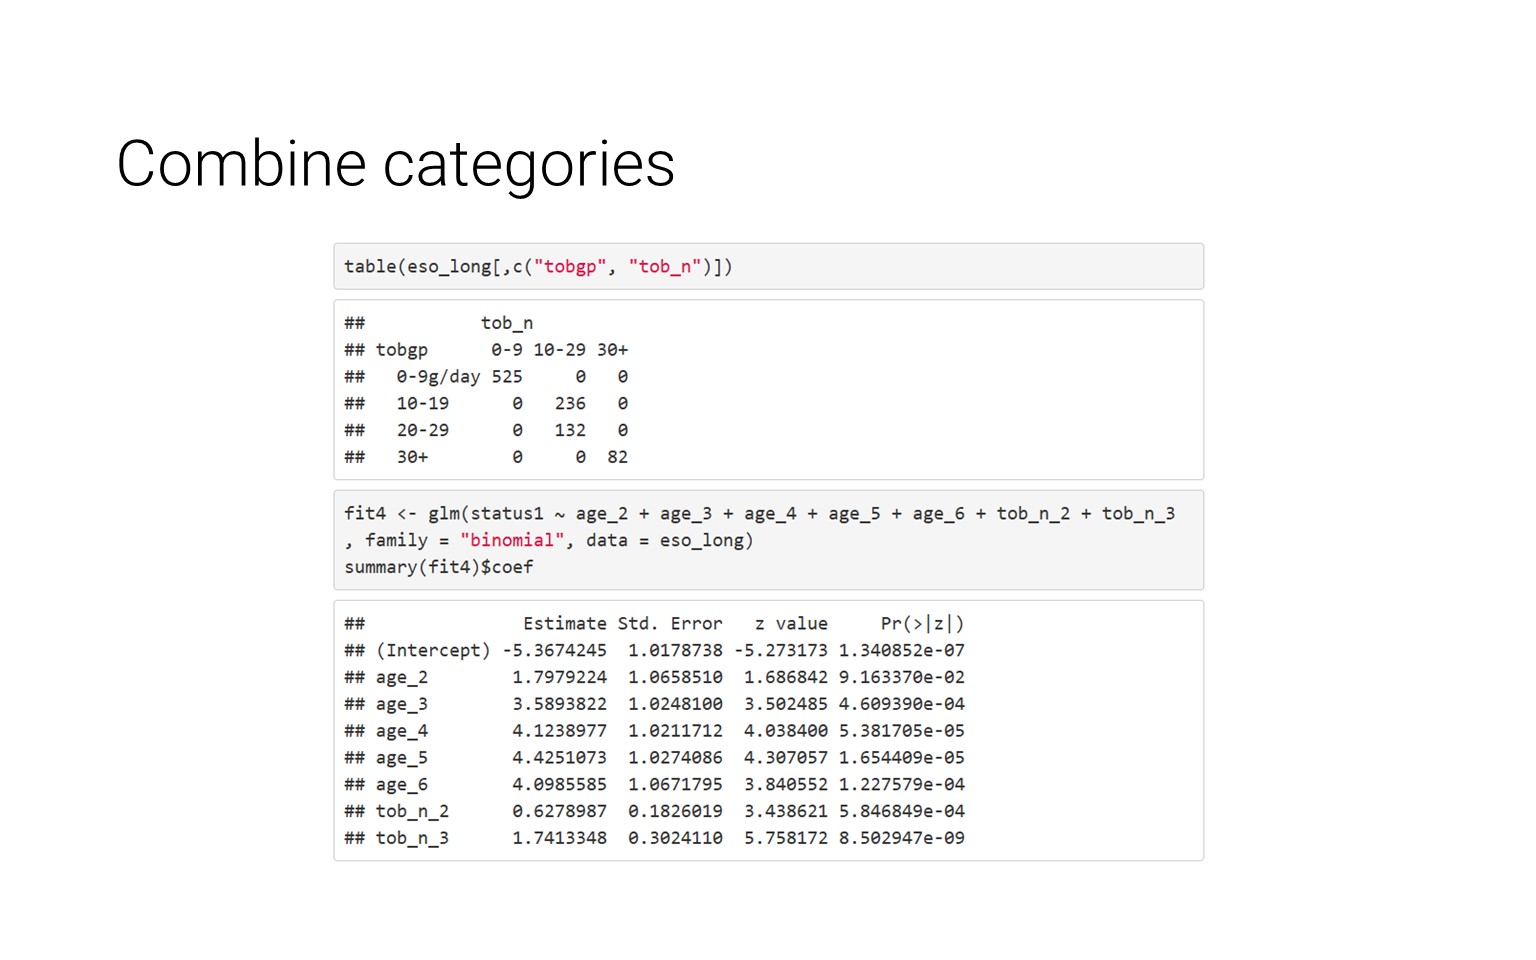 Combine categories
table(eso_long[,c("tobgp", "tob_n")])
##           tob_n
## tobgp      0-9 10-29 30+
##   0-9g/day 525     0   0
##   10-19      0   236   0
##   20-29      0   132   0
##   30+        0     0  82
fit4 <- glm(status1 ~ age_2 + age_3 + age_4 + age_5 + age_6 + tob_n_2 + tob_n_3
, family = "binomial", data = eso_long)
summary(fit4)$coef
##               Estimate Std. Error   z value     Pr(>|z|)
## (Intercept) -5.3674245  1.0178738 -5.273173 1.340852e-07
## age_2        1.7979224  1.0658510  1.686842 9.163370e-02
## age_3        3.5893822  1.0248100  3.502485 4.609390e-04
## age_4        4.1238977  1.0211712  4.038400 5.381705e-05
## age_5        4.4251073  1.0274086  4.307057 1.654409e-05
## age_6        4.0985585  1.0671795  3.840552 1.227579e-04
## tob_n_2      0.6278987  0.1826019  3.438621 5.846849e-04
## tob_n_3      1.7413348  0.3024110  5.758172 8.502947e-09